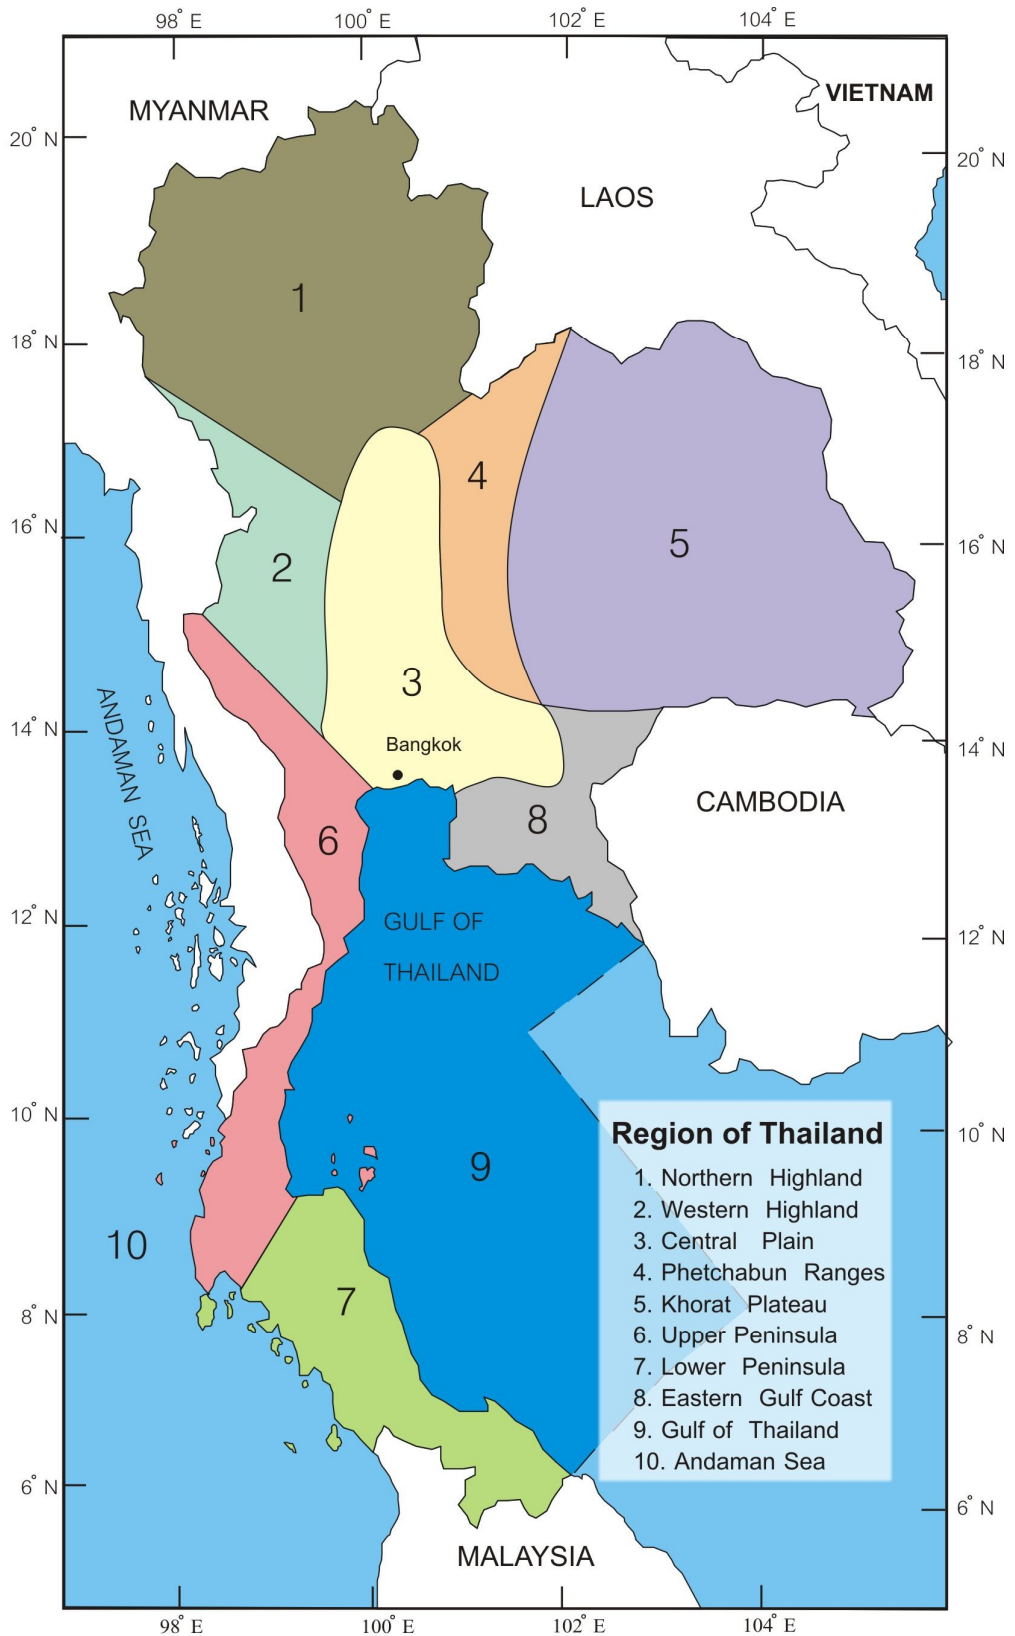 98° E
100° E
102° E
104° E
MYANMAR
VIETNAM
20° N
20° N
LAOS
1
18° N
18° N
4
16° N
5
16° N
2
3
ANDAMAN SEA
14° N
Bangkok
14° N
CAMBODIA
8
6
12° N
GULF OF
THAILAND
12° N
10° N
10° N
Region of Thailand
9
1. Northern Highland
2. Western Highland
10
3. Central Plain
4. Phetchabun Ranges
7
5. Khorat Plateau
8° N
8° N
6. Upper Peninsula
7. Lower Peninsula
8. Eastern Gulf Coast
9. Gulf of Thailand
10. Andaman Sea
6° N
6° N
MALAYSIA
98° E
100° E
102° E
104° E